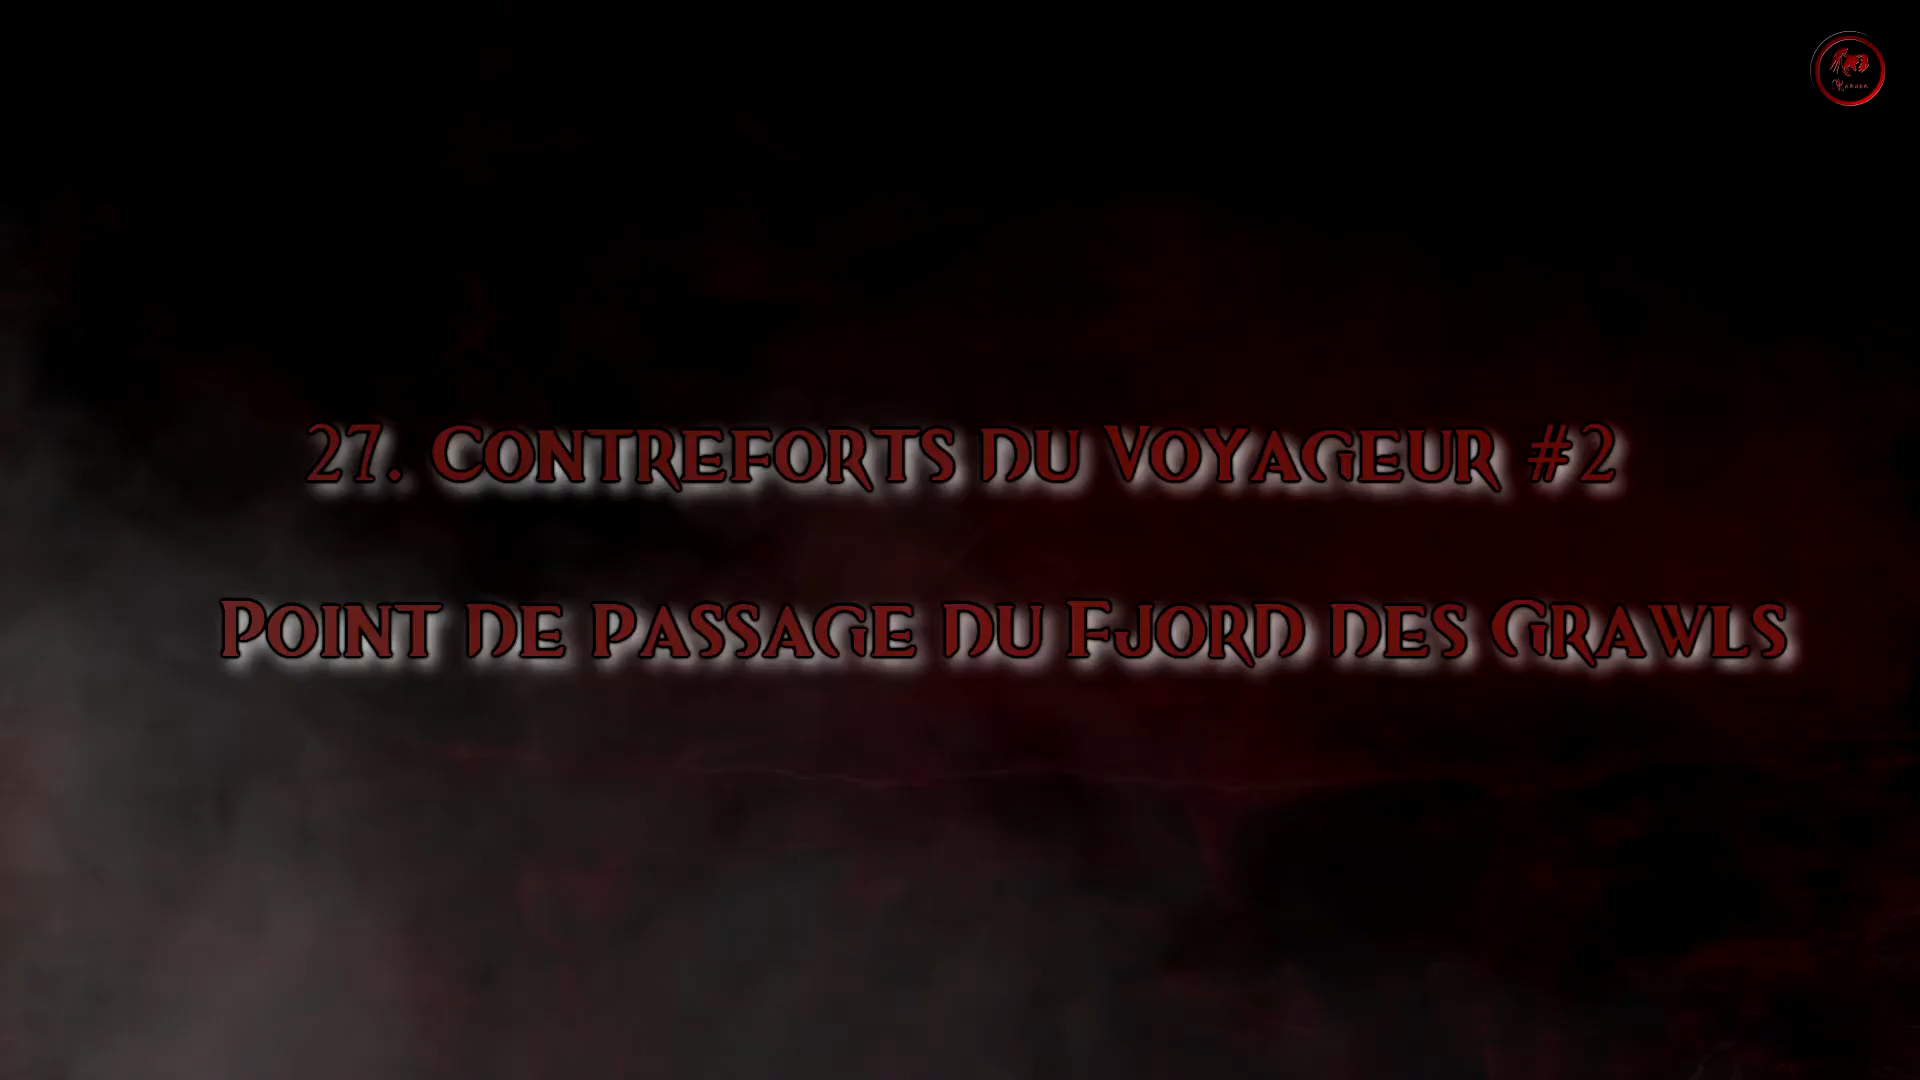 27. Contreforts du Voyageur #2
Point de Passage du Fjord des Grawls